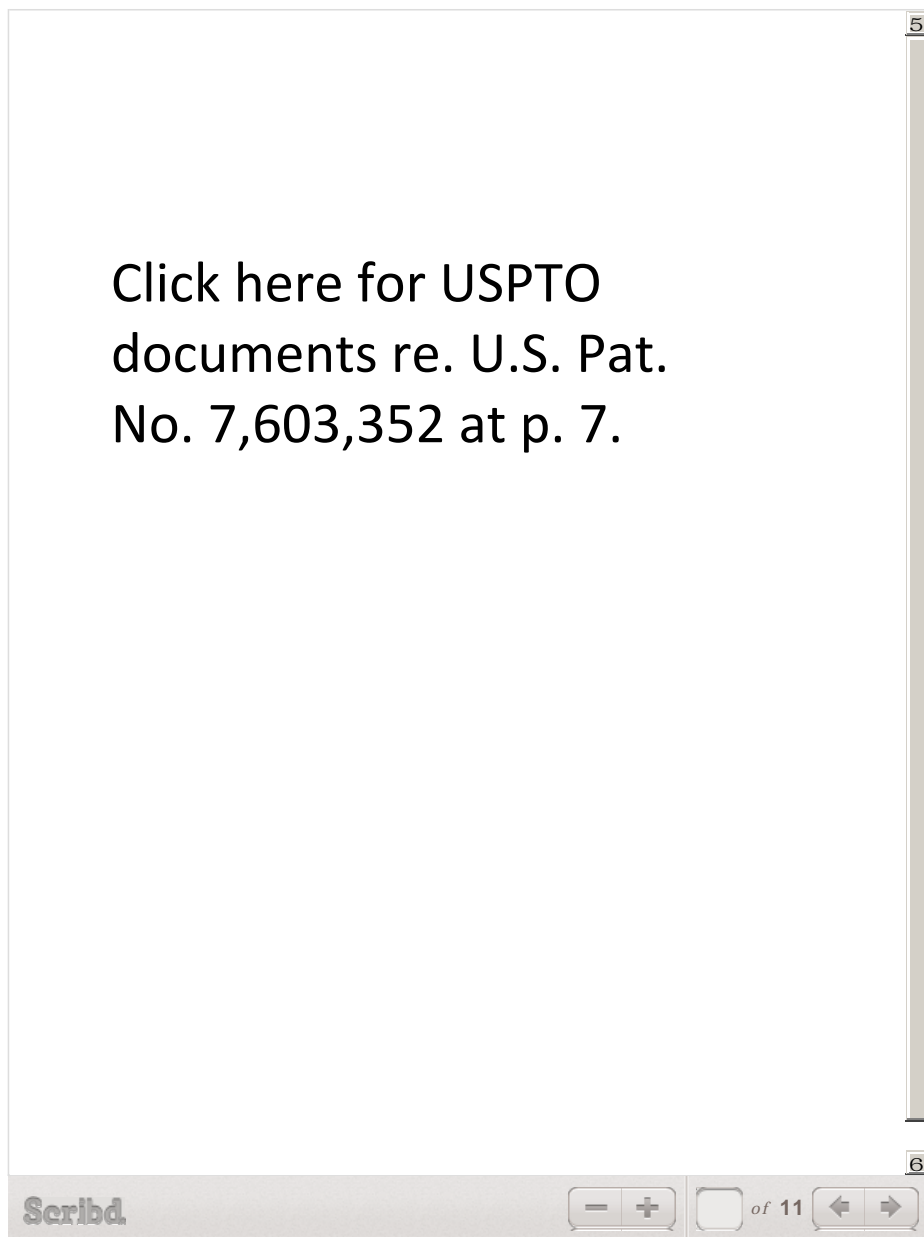 5
Click here for USPTO
documents re. U.S. Pat.
No. 7,603,352 at p. 7.
6
Scribd.
of 11